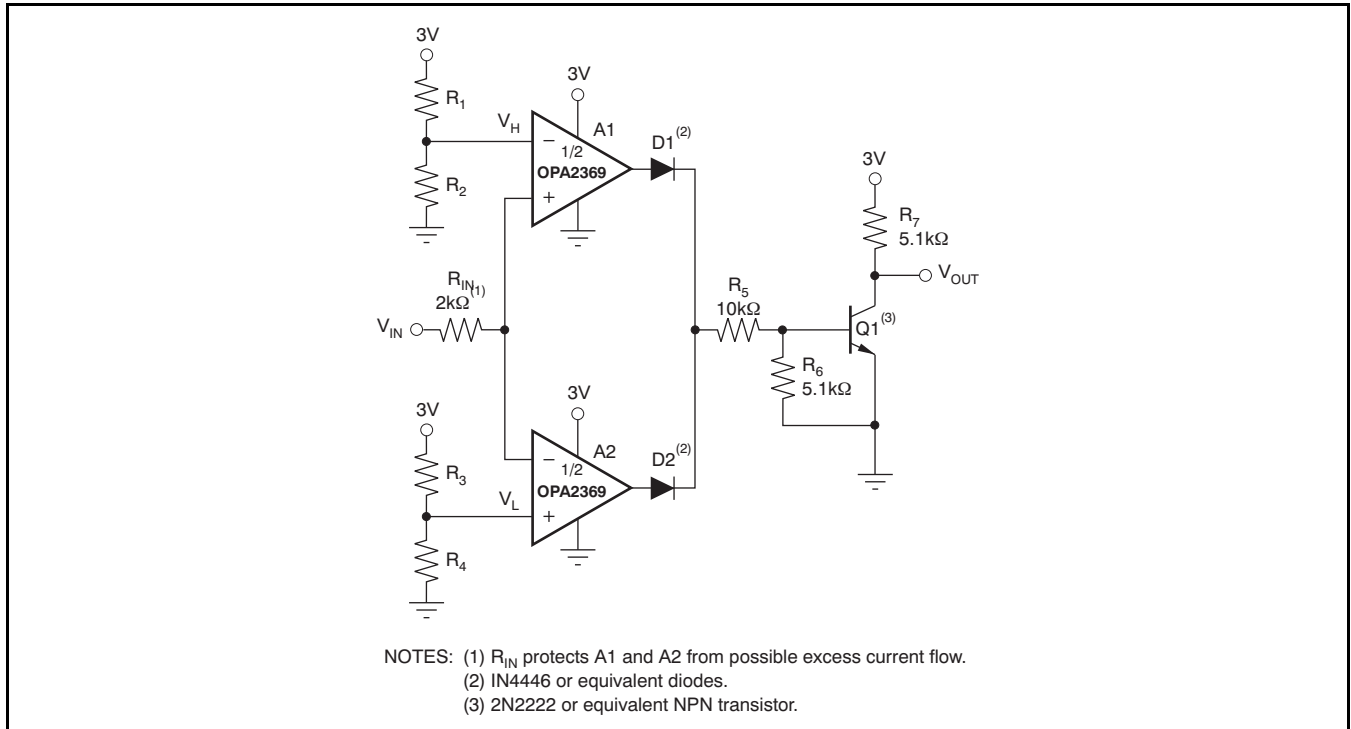 3V
R1
VH
R2
3V
A1
−
1/2
OPA2369
+
D1(2)
3V
R7
5.1kΩ
VOUT
RIN(1)
2kΩ
VIN
R5
10kΩ
Q1(3)
R6
5.1kΩ
3V
R3
VL
R4
3V
A2
−
1/2
OPA2369
+
D2(2)
NOTES: (1) RIN protects A1 and A2 from possible excess current flow.
(2) IN4446 or equivalent diodes.
(3) 2N2222 or equivalent NPN transistor.